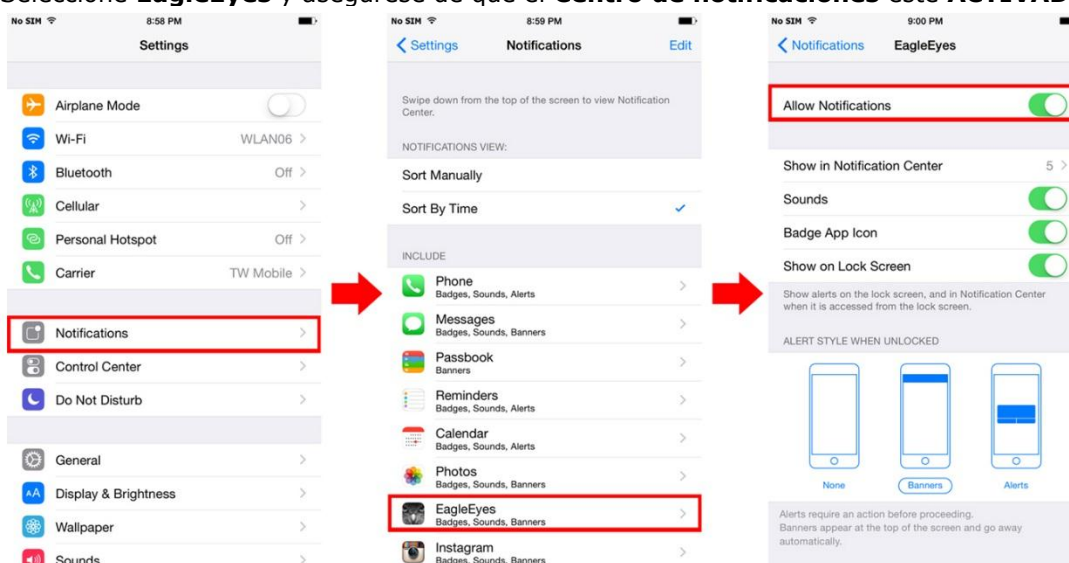 Seleccione EagleEyes y asegúrese de que el Centro de notificaciones esté ACTIVAD
No SIM 8:58 PM
Settings
Airplane Mode
Wi-Fi WLAN06
Bluetooth Off
Cellular
Personal Hotspot Off
Carrier TW Mobile
Notifications
Control Center
Do Not Disturb
General
AA Display & Brightness
Wallpaper
Sounds
No SIM 8:59 PM
Settings Notifications Edit
Swipe down from the top of the screen to view Notification
Center.
NOTIFICATIONS VIEW:
Sort Manually
Sort By Time
INCLUDE
Phone
Badges, Sounds, Alerts
Messages
Badges, Sounds, Banners
Passbook
Banners
Reminders
Badges, Sounds, Alerts
Calendar
Badges, Sounds, Alerts
Photos
Badges, Sounds, Banners
EagleEyes
Badges, Sounds, Banners
Instagram
Badges, Sounds, Banners
No SIM 9:00 PM
Notifications EagleEyes
Allow Notifications
Show in Notification Center 5
Sounds
Badge App Icon
Show on Lock Screen
Show alerts on the lock screen, and in Notification Center
when it is accessed from the lock screen.
ALERT STYLE WHEN UNLOCKED
None Banners Alerts
Alerts require an action before proceeding.
Banners appear at the top of the screen and go away
automatically.